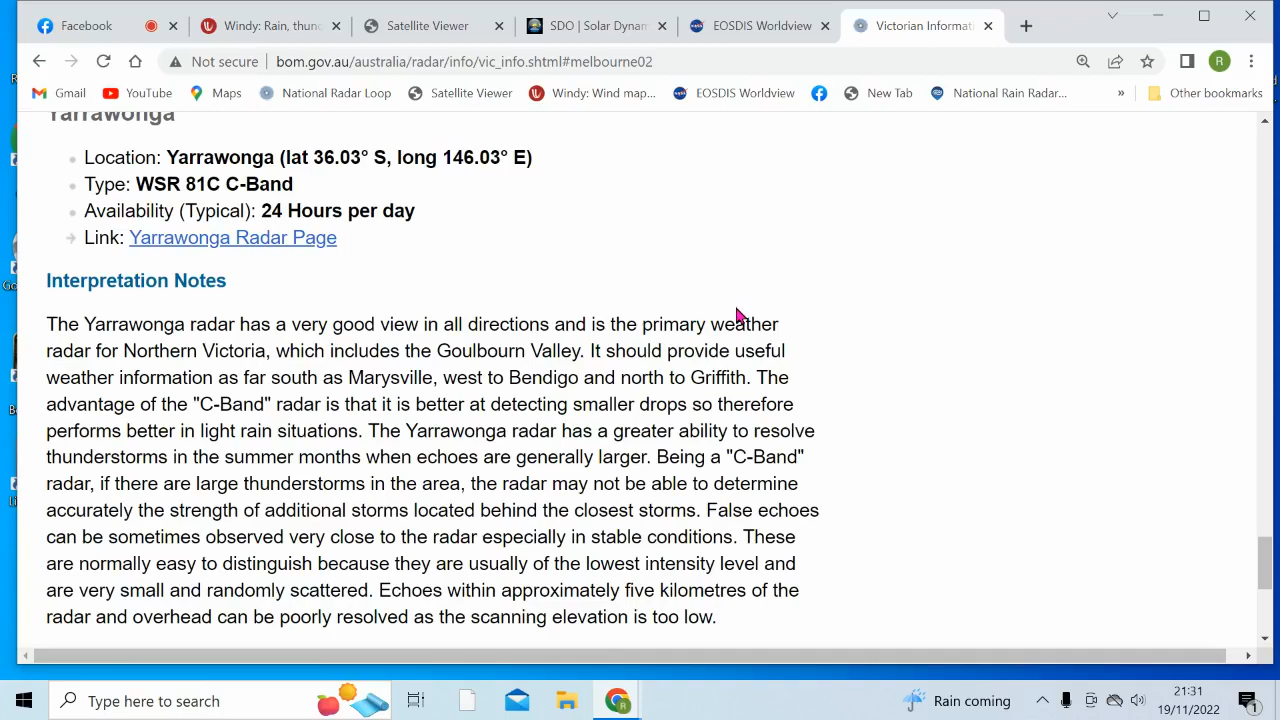 Facebook
Windy: Rain, thun
Satellite Viewer
SDO | Solar Dynam
EOSDIS Worldview
Victorian Informati
Not secure
bom.gov.au/australia/radar/info/vic_info.shtml#melbourne02
R
Gmail
YouTube
Maps
National Radar Loop
Satellite Viewer
Windy: Wind map...
EOSDIS Worldview
New Tab
National Rain Radar...
»
Other bookmarks
Yarrawonga
Location: Yarrawonga (lat 36.03° S, long 146.03° E)
Type: WSR 81C C-Band
Availability (Typical): 24 Hours per day
Link: Yarrawonga Radar Page
Interpretation Notes
The Yarrawonga radar has a very good view in all directions and is the primary weather
radar for Northern Victoria, which includes the Goulbourn Valley. It should provide useful
weather information as far south as Marysville, west to Bendigo and north to Griffith. The
advantage of the "C-Band" radar is that it is better at detecting smaller drops so therefore
performs better in light rain situations. The Yarrawonga radar has a greater ability to resolve
thunderstorms in the summer months when echoes are generally larger. Being a "C-Band"
radar, if there are large thunderstorms in the area, the radar may not be able to determine
accurately the strength of additional storms located behind the closest storms. False echoes
can be sometimes observed very close to the radar especially in stable conditions. These
are normally easy to distinguish because they are usually of the lowest intensity level and
are very small and randomly scattered. Echoes within approximately five kilometres of the
radar and overhead can be poorly resolved as the scanning elevation is too low.
Type here to search
R
Rain coming
21:31
19/11/2022
1